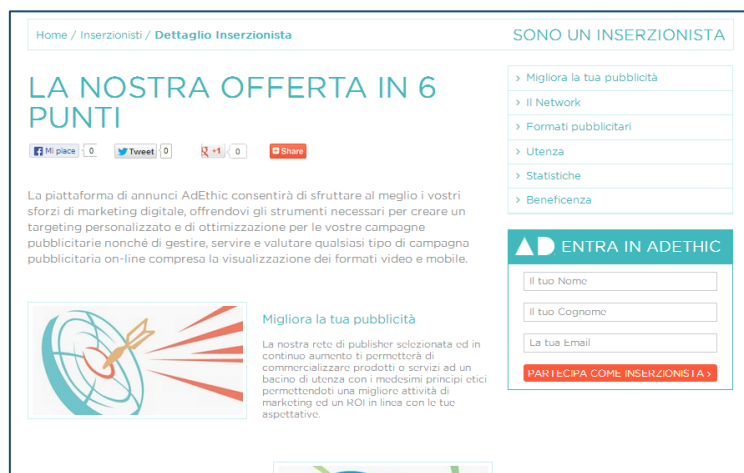 Home / Inserzionisti / Dettaglio Inserzionista
SONO UN INSERZIONISTA
LA NOSTRA OFFERTA IN 6
PUNTI
Mi piace 0
Tweet 0
+1 0
Share
La piattaforma di annunci AdEthic consentirà di sfruttare al meglio i vostri
sforzi di marketing digitale, offrendovi gli strumenti necessari per creare un
targeting personalizzato e di ottimizzazione per le vostre campagne
pubblicitarie nonché di gestire, servire e valutare qualsiasi tipo di campagna
pubblicitaria on-line compresa la visualizzazione dei formati video e mobile.
Migliora la tua pubblicità
La nostra rete di publisher selezionata ed in
continuo aumento ti permetterà di
commercializzare prodotti o servizi ad un
bacino di utenza con i medesimi principi etici
permettendoti una migliore attività di
marketing ed un ROI in linea con le tue
aspettative.
> Migliora la tua pubblicità
> Il Network
> Formati pubblicitari
> Utenza
> Statistiche
> Beneficenza
AD ENTRA IN ADETHIC
Il tuo Nome
Il tuo Cognome
La tua Email
PARTECIPA COME INSERZIONISTA >